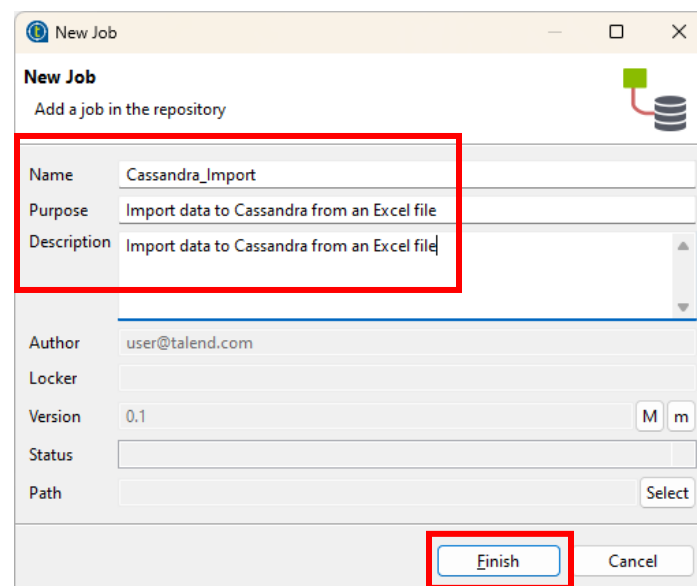 New Job
New Job
Add a job in the repository
Name Cassandra_Import
Purpose Import data to Cassandra from an Excel file
Description Import data to Cassandra from an Excel file
Author user@talend.com
Locker
Version 0.1 M m
Status
Path Select
Finish Cancel